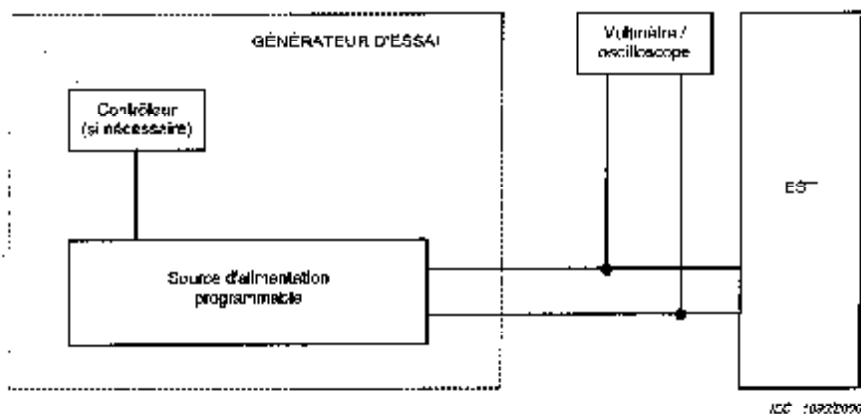 GÉNÉRATEUR D'ESSAI
Voltmètre /
oscilloscope
Contrôleur
(si nécessaire)
EST
Source d'alimentation
programmable
IEC